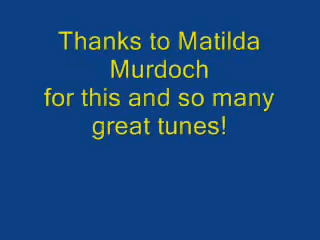 Thanks to Matilda
Murdoch
for this and so many
great tunes!